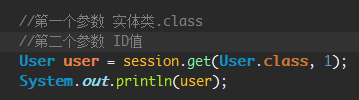 //第一个参数 实体类.class
//第二个参数 ID值
User user = session.get(User.class, 1);
System.out.println(user);